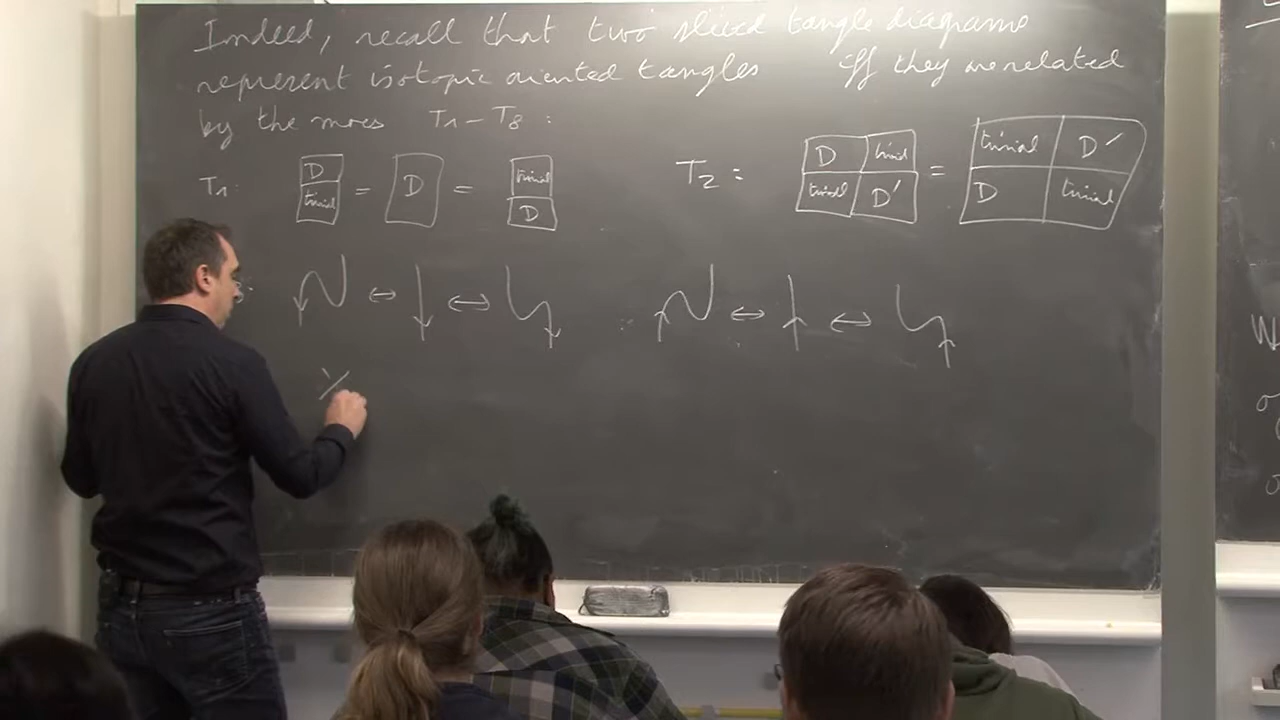 Indeed, recall that two sliced tangle diagrams
represent isotopic oriented tangles iff they are related
by the moves T1 - T8 :
T1: D trivial = D = trivial D T2: D trivial trivial D' = trivial D' D trivial